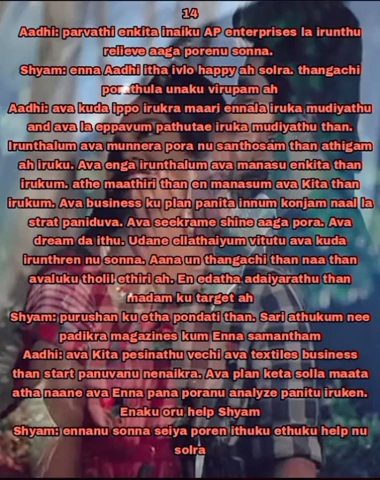 14
Aadhi: parvathi enkita inaiku AP enterprises la irunthu
relieve aaga porenu sonna.
Shyam: enna Aadhi itha ivlo happy ah solra. thangachi
porathula unaku virupam ah
Aadhi: ava kuda ippo irukra maari ennala iruka mudiyathu
and ava la eppavum pathutae iruka mudiyathu than.
Irunthalum ava munnera pora nu santhosam than athigam
ah iruku. Ava enga irunthalum ava manasu enkita than
irukum. athe maathiri than en manasum ava Kita than
irukum. Ava business ku plan panita innum konjam naal la
strat paniduva. Ava seekrame shine aaga pora. Ava
dream da ithu. Udane ellathaiyum vitutu ava kuda
irunthren nu sonna. Aana un thangachi than naa than
avaluku tholil ethiri ah. En edatha adaiyarathu than
madam ku target ah
Shyam: purushan ku etha pondati than. Sari athukum nee
padikra magazines kum Enna samantham
Aadhi: ava Kita pesinathu vechi ava textiles business
than start panuvanu nenaikra. Ava plan keta solla maata
atha naane ava Enna pana poranu analyze panitu iruken.
Enaku oru help Shyam
Shyam: ennanu sonna seiya poren ithuku ethuku help nu
solra